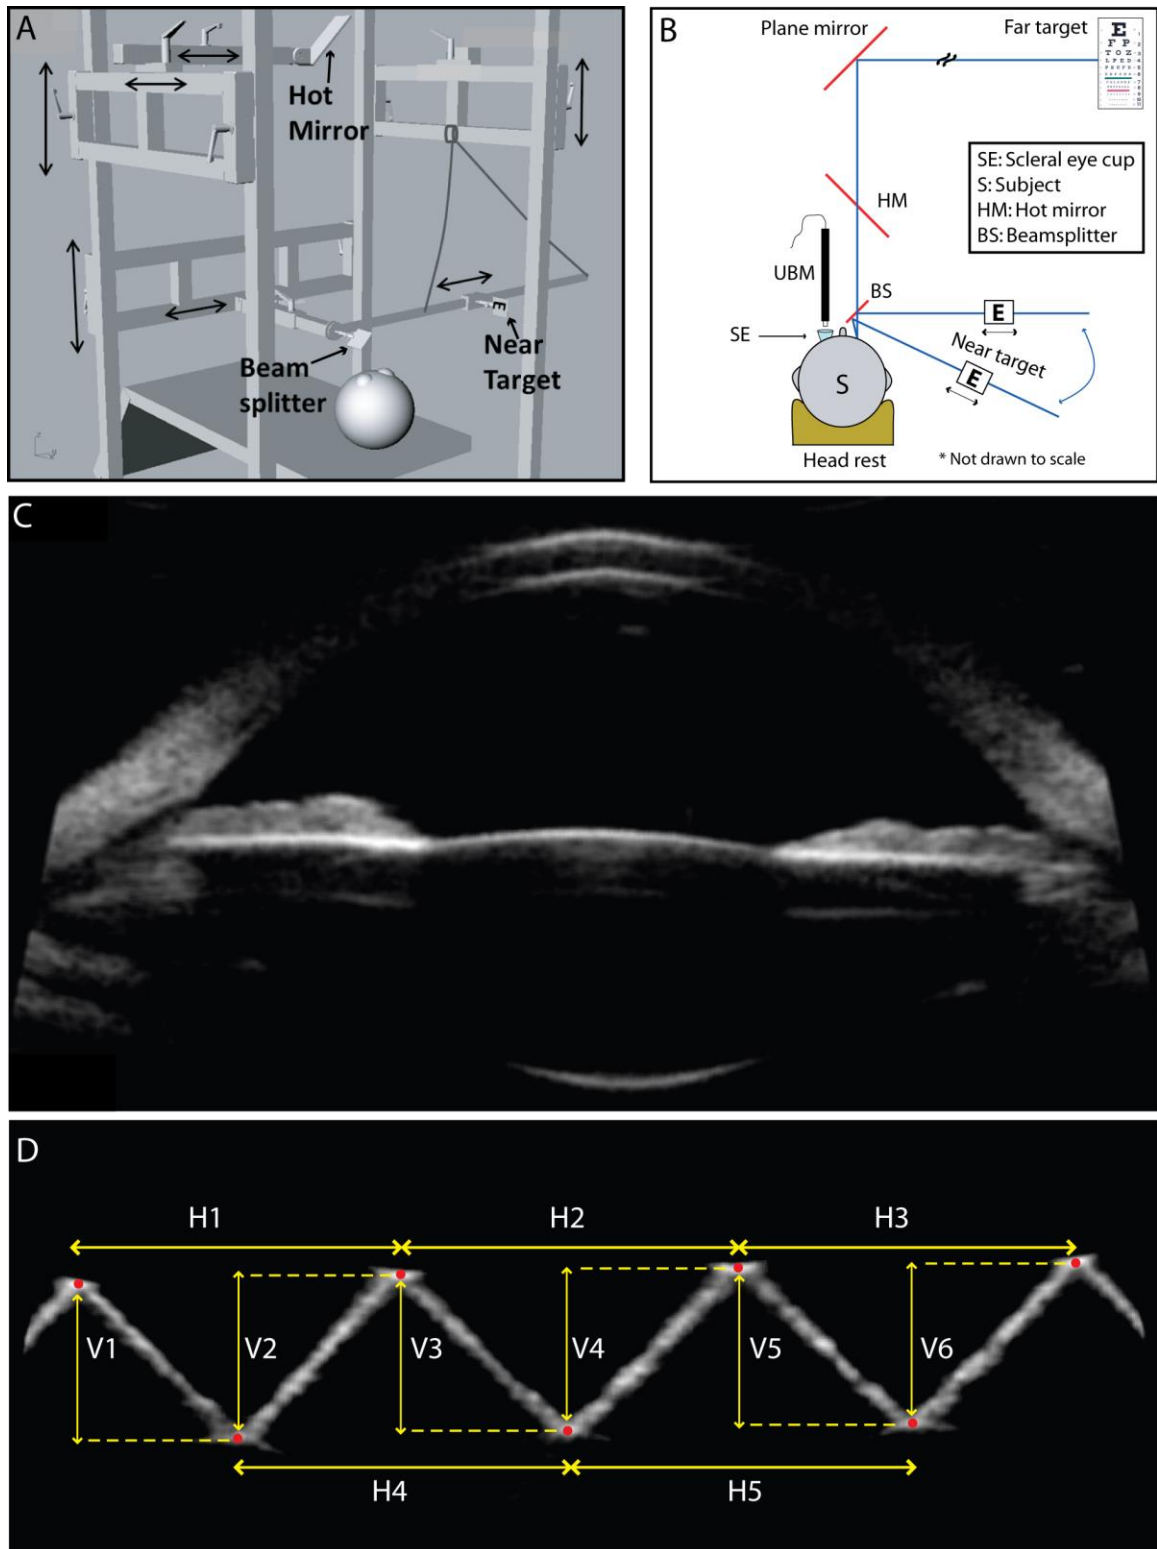 A
Hot
Mirror
Beam
splitter
Near
Target
E
B
Plane mirror
Far target
E
F P
T O Z
L P E D
SE: Scleral eye cup
S: Subject
HM: Hot mirror
BS: Beamsplitter
HM
UBM
BS
SE
E
Near target
E
S
Head rest
* Not drawn to scale
C
D
H1
H2
H3
V1
V2
V3
V4
V5
V6
H4
H5